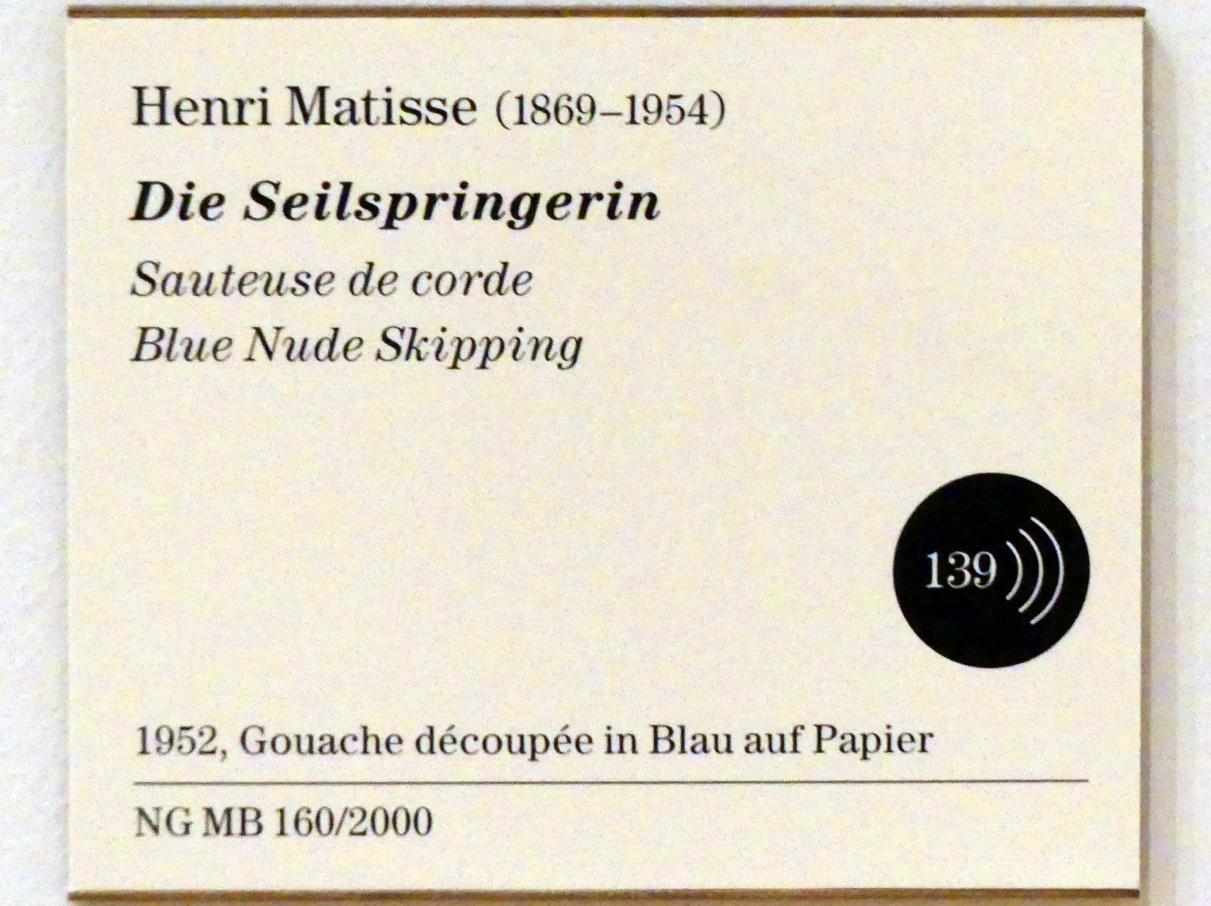 Henri Matisse (1869–1954)
Die Seilspringerin
Sauteuse de corde
Blue Nude Skipping
139
1952, Gouache découpée in Blau auf Papier
NG MB 160/2000